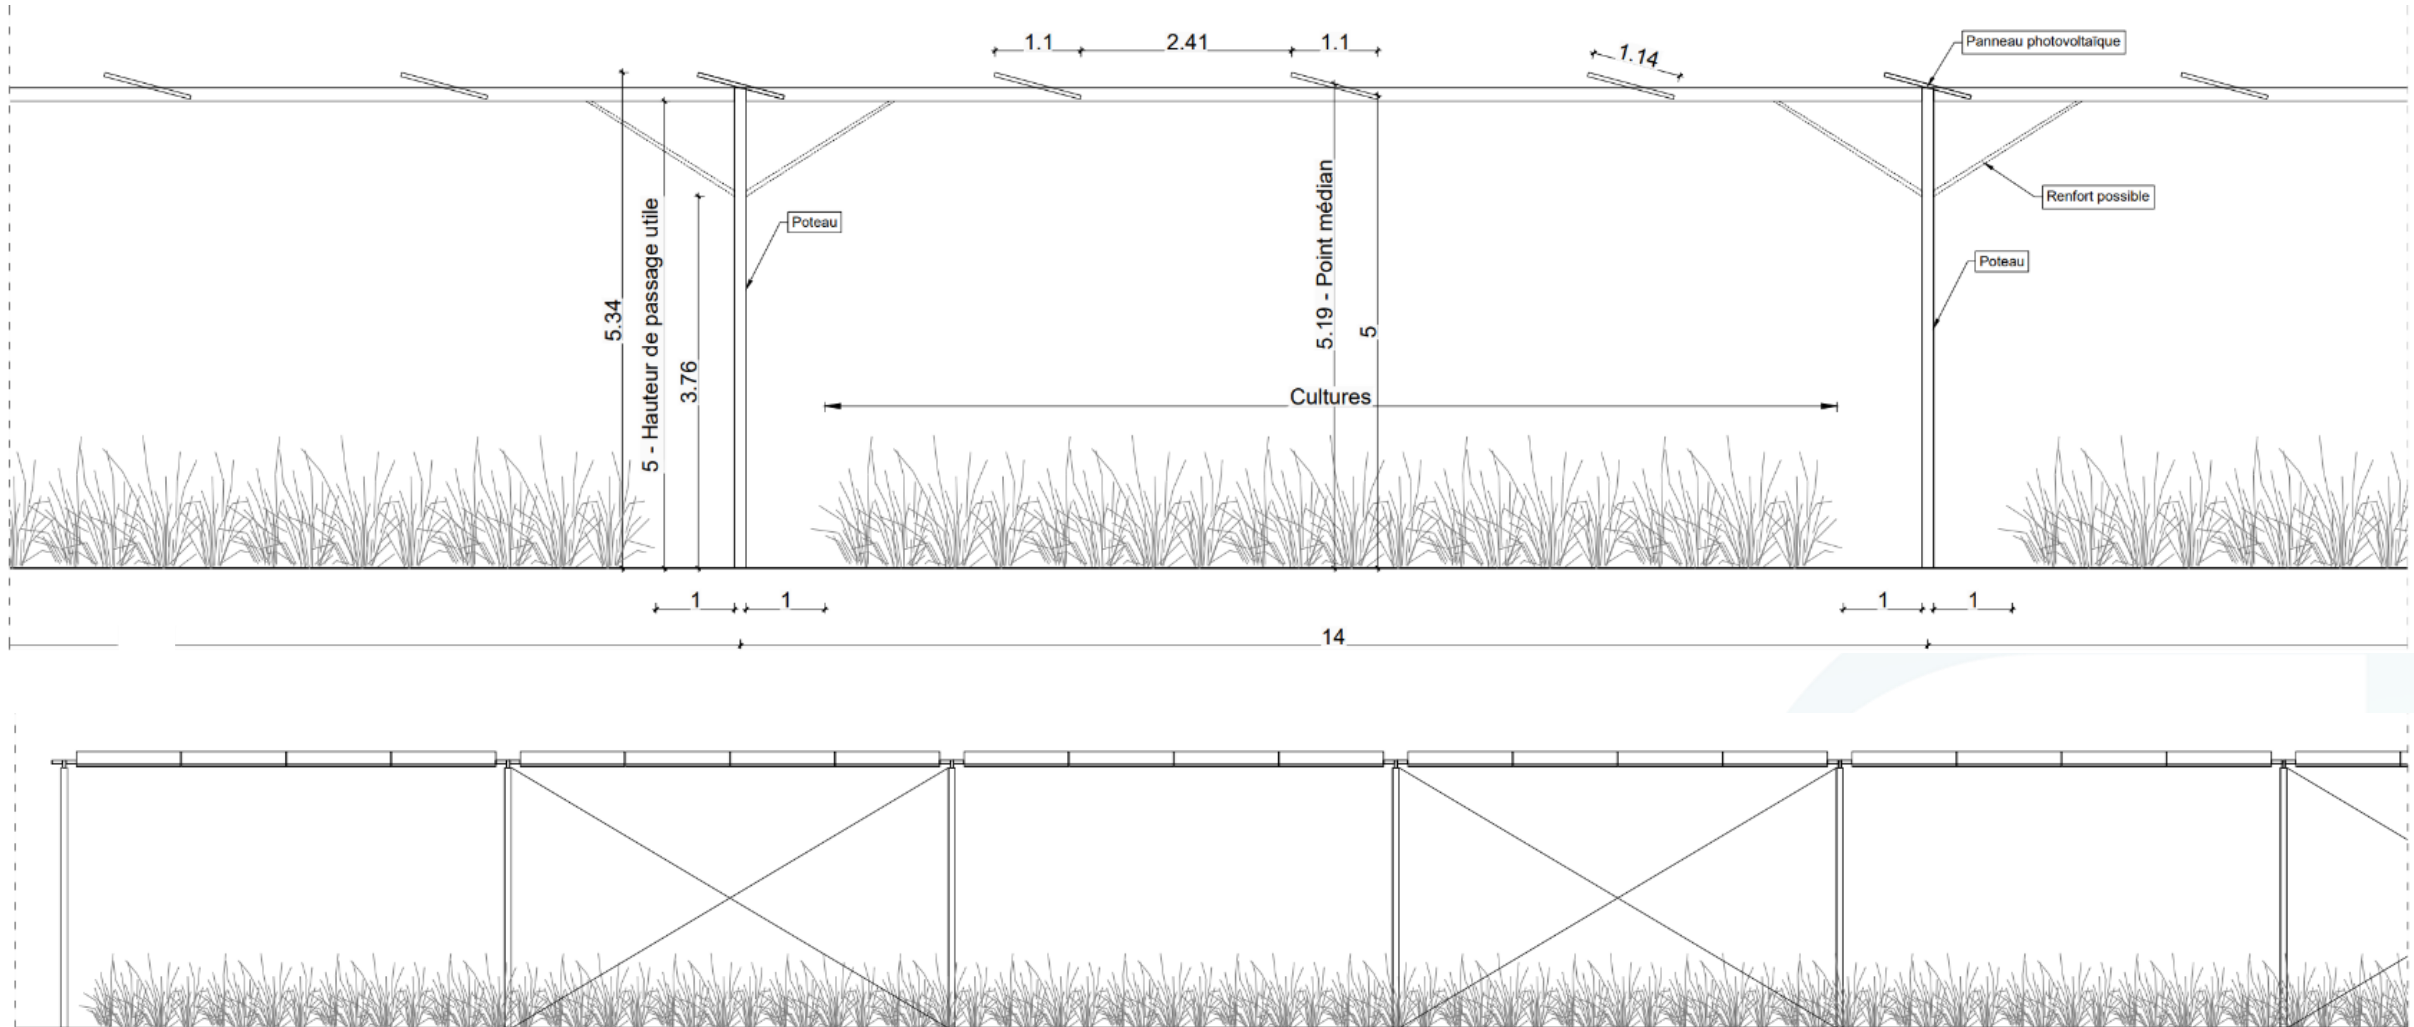 1.1
2.41
1.1
1.14
Panneau photovoltaïque
5.34
5 - Hauteur de passage utile
3.76
Poteau
5.19 - Point médian
5
Renfort possible
Poteau
Cultures
1
1
1
1
14